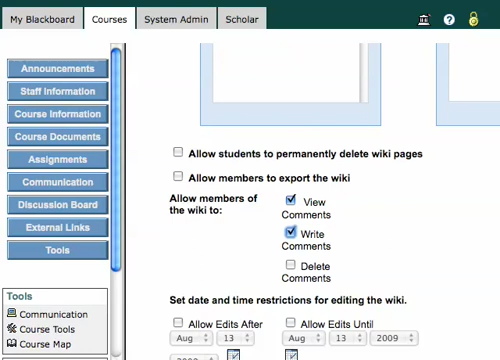 My Blackboard Courses System Admin Scholar
Announcements
Staff Information
Course Information
Course Documents
Assignments
Communication
Discussion Board
External Links
Tools
Tools
Communication
Course Tools
Course Map
Allow students to permanently delete wiki pages
Allow members to export the wiki
Allow members of
the wiki to:
View
Comments
Write
Comments
Delete
Comments
Set date and time restrictions for editing the wiki.
Allow Edits After Allow Edits Until
Aug 13 Aug 13 2009
2009